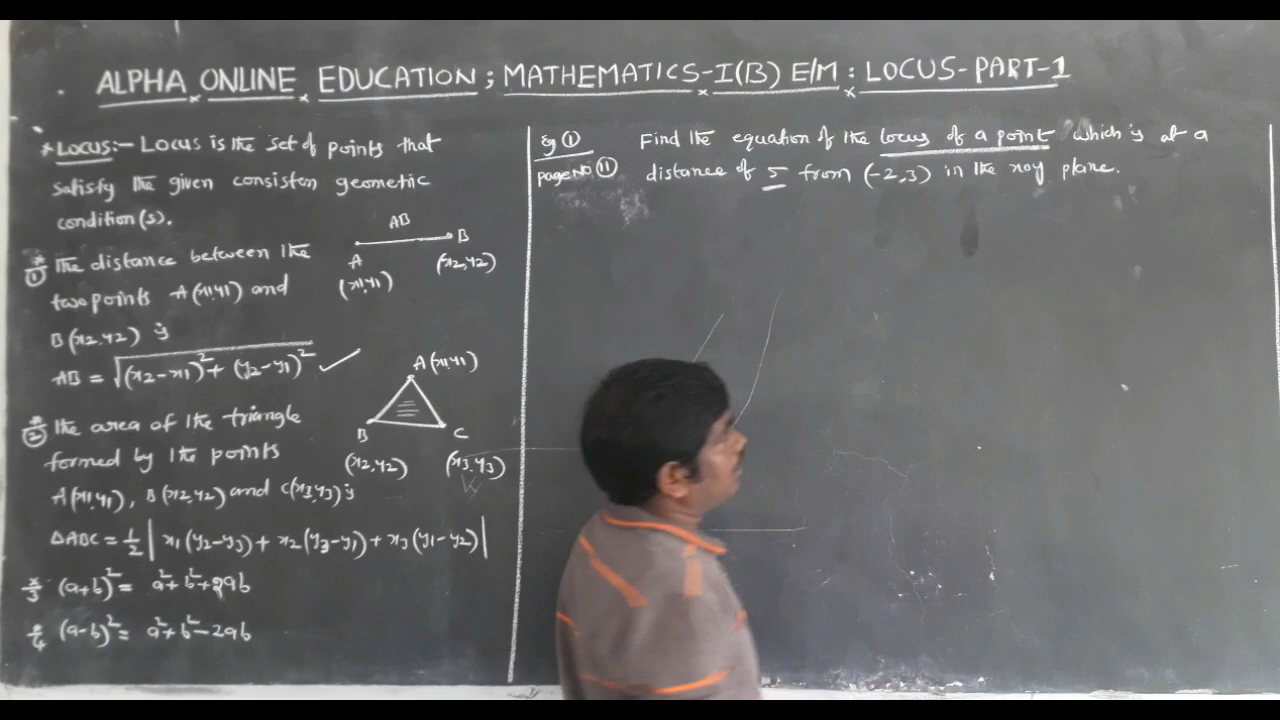 ALPHA ONLINE EDUCATION ; MATHEMATICS-I(B) E/M : LOCUS-PART-1
* LOCUS:- Locus is the set of points that
satisfy the given consisten geometric
condition(s).
*1 The distance between the
two points A(x1,y1) and
B(x2,y2) is
AB = √(x2-x1)²+(y2-y1)² ✓
AB
A
B
(x1,y1)
(x2,y2)
*2 the area of the triangle
formed by the points
A(x1,y1), B(x2,y2) and C(x3,y3) is
ΔABC = 1/2 | x1(y2-y3) + x2(y3-y1) + x3(y1-y2) |
A(x1,y1)
B
C
(x2,y2)
(x3,y3)
*/3 (a+b)² = a²+b²+2ab
*/4 (a-b)² = a²+b²-2ab
Eg ① Find the equation of the locus of a point which is at a
page NO ⑪ distance of 5 from (-2,3) in the xoy plane.